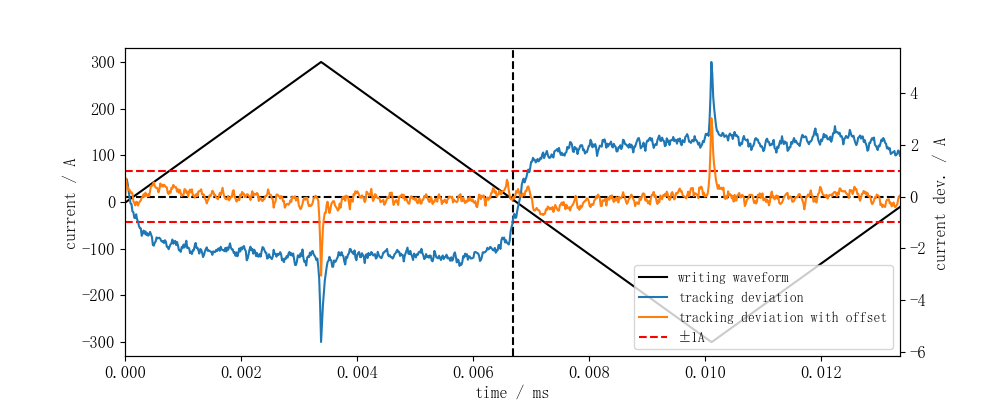 300
200
100
0
−100
−200
−300
current / A
4
2
0
−2
−4
−6
current dev. / A
writing waveform
tracking deviation
tracking deviation with offset
±1A
0.000
0.002
0.004
0.006
0.008
0.010
0.012
time / ms